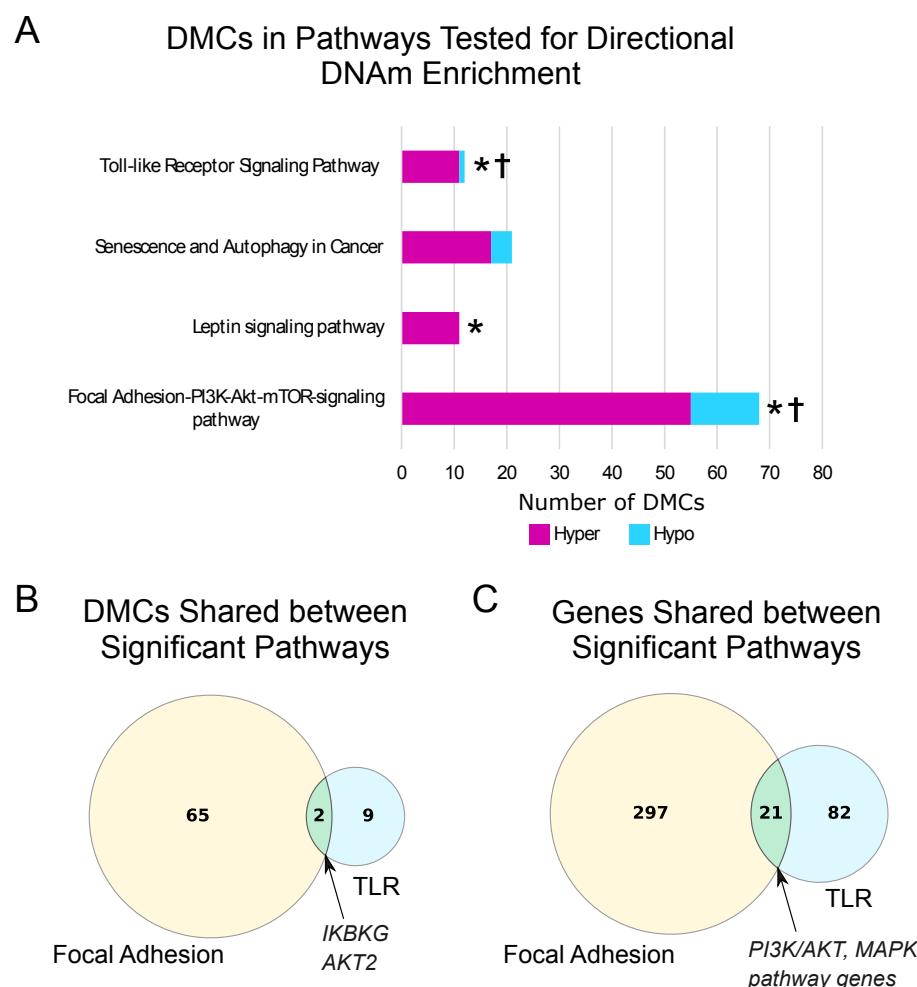 A
DMCs in Pathways Tested for Directional
DNAm Enrichment
Toll-like Receptor Signaling Pathway
*†
Senescence and Autophagy in Cancer
Leptin signaling pathway
*
Focal Adhesion-PI3K-Akt-mTOR-signaling
pathway
*†
0 10 20 30 40 50 60 70 80
Number of DMCs
Hyper Hypo
B
DMCs Shared between
Significant Pathways
65 2 9
TLR
Focal Adhesion
IKBKG
AKT2
C
Genes Shared between
Significant Pathways
297 21 82
TLR
Focal Adhesion
PI3K/AKT, MAPK
pathway genes